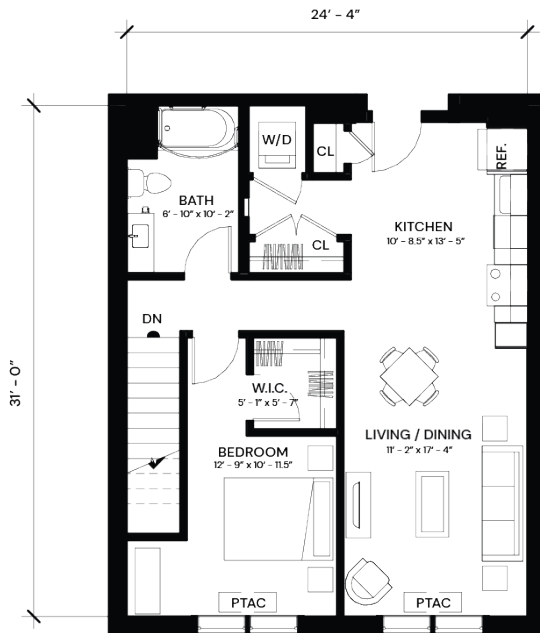 24' - 4"
W/D
CL
REF.
BATH
6' - 10" x 10' - 2"
KITCHEN
10' - 8.5" x 13' - 5"
CL
DN
31' - 0"
W.I.C.
5' - 1" x 5' - 7"
LIVING / DINING
11' - 2" x 17' - 4"
BEDROOM
12' - 9" x 10' - 11.5"
PTAC
PTAC